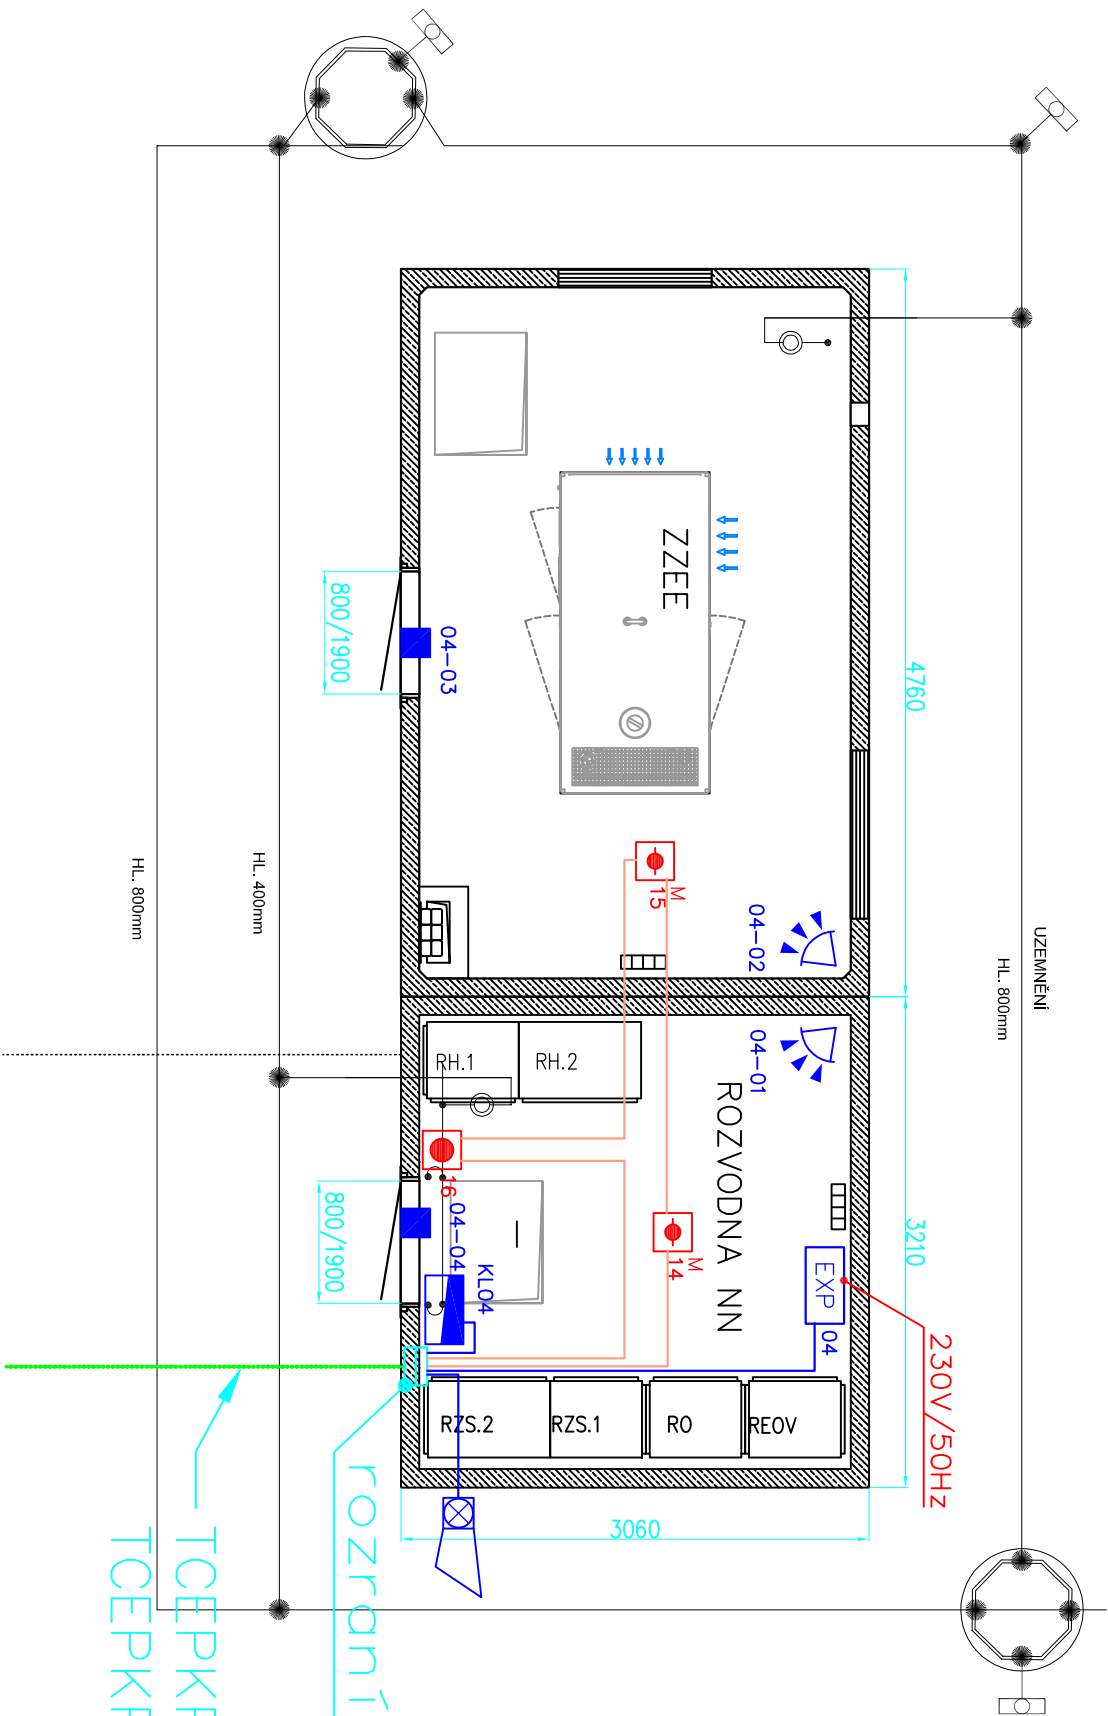 UZEMNĚNÍ
HL. 800mm
4760
3210
230V/50Hz
ZZEE
04-02
04-01
ROZVODNA NN
EXP
04
M
15
M
14
RH.1
RH.2
16
04-03
04-04
KL04
800/1900
800/1900
RZS.2
RZS.1
RO
REOV
3060
HL. 400mm
HL. 800mm
rozraní